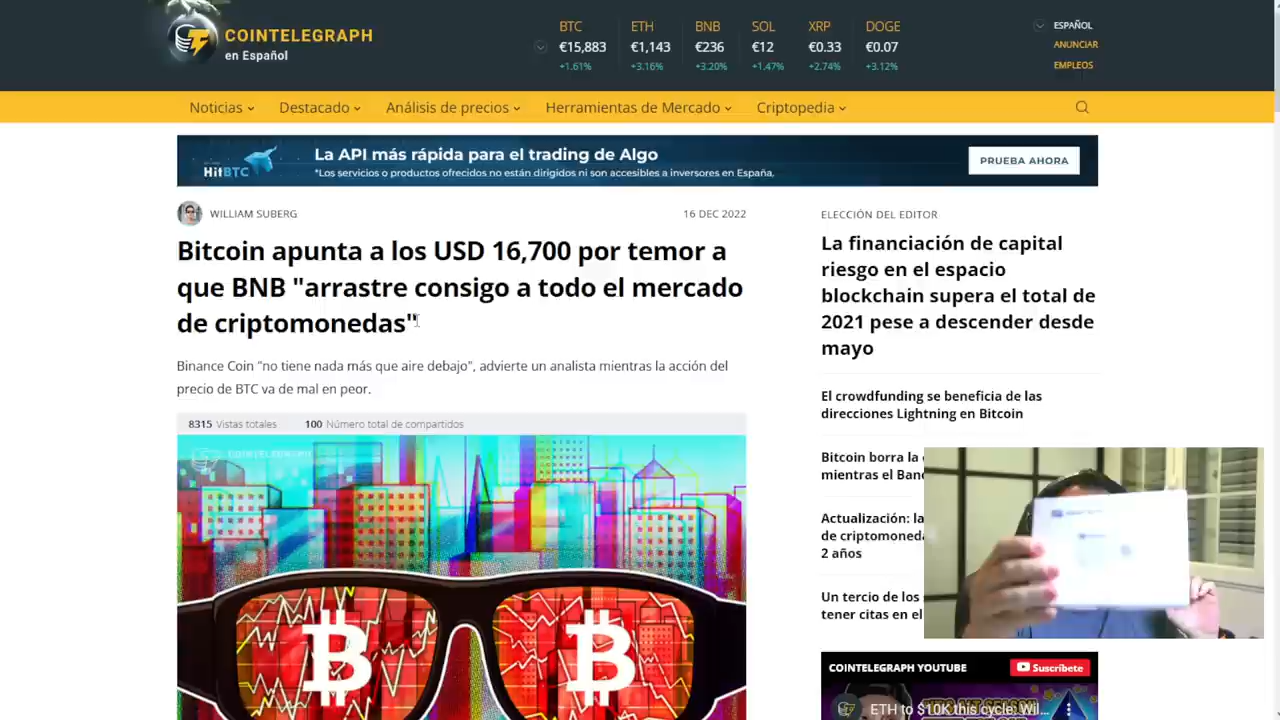 COINTELEGRAPH
en Español
BTC ETH BNB SOL XRP DOGE
€15,883 €1,143 €236 €12 €0.33 €0.07
+1.61% +3.16% +3.20% +1.47% +2.74% +3.12%
ESPAÑOL
ANUNCIAR
EMPLEOS
Noticias Destacado Análisis de precios Herramientas de Mercado Criptopedia
HitBTC
La API más rápida para el trading de Algo
*Los servicios o productos ofrecidos no están dirigidos ni son accesibles a inversores en España.
PRUEBA AHORA
WILLIAM SUBERG 16 DEC 2022
Bitcoin apunta a los USD 16,700 por temor a
que BNB "arrastre consigo a todo el mercado
de criptomonedas"
Binance Coin "no tiene nada más que aire debajo", advierte un analista mientras la acción del
precio de BTC va de mal en peor.
8315 Vistas totales 100 Número total de compartidos
COINTELEGRAPH
ELECCIÓN DEL EDITOR
La financiación de capital
riesgo en el espacio
blockchain supera el total de
2021 pese a descender desde
mayo
El crowdfunding se beneficia de las
direcciones Lightning en Bitcoin
Bitcoin borra la
mientras el Ban
Actualización: la
de criptomoneda
2 años
Un tercio de los
tener citas en el
COINTELEGRAPH YOUTUBE Suscríbete
ETH to $10K this cycle: Wil...